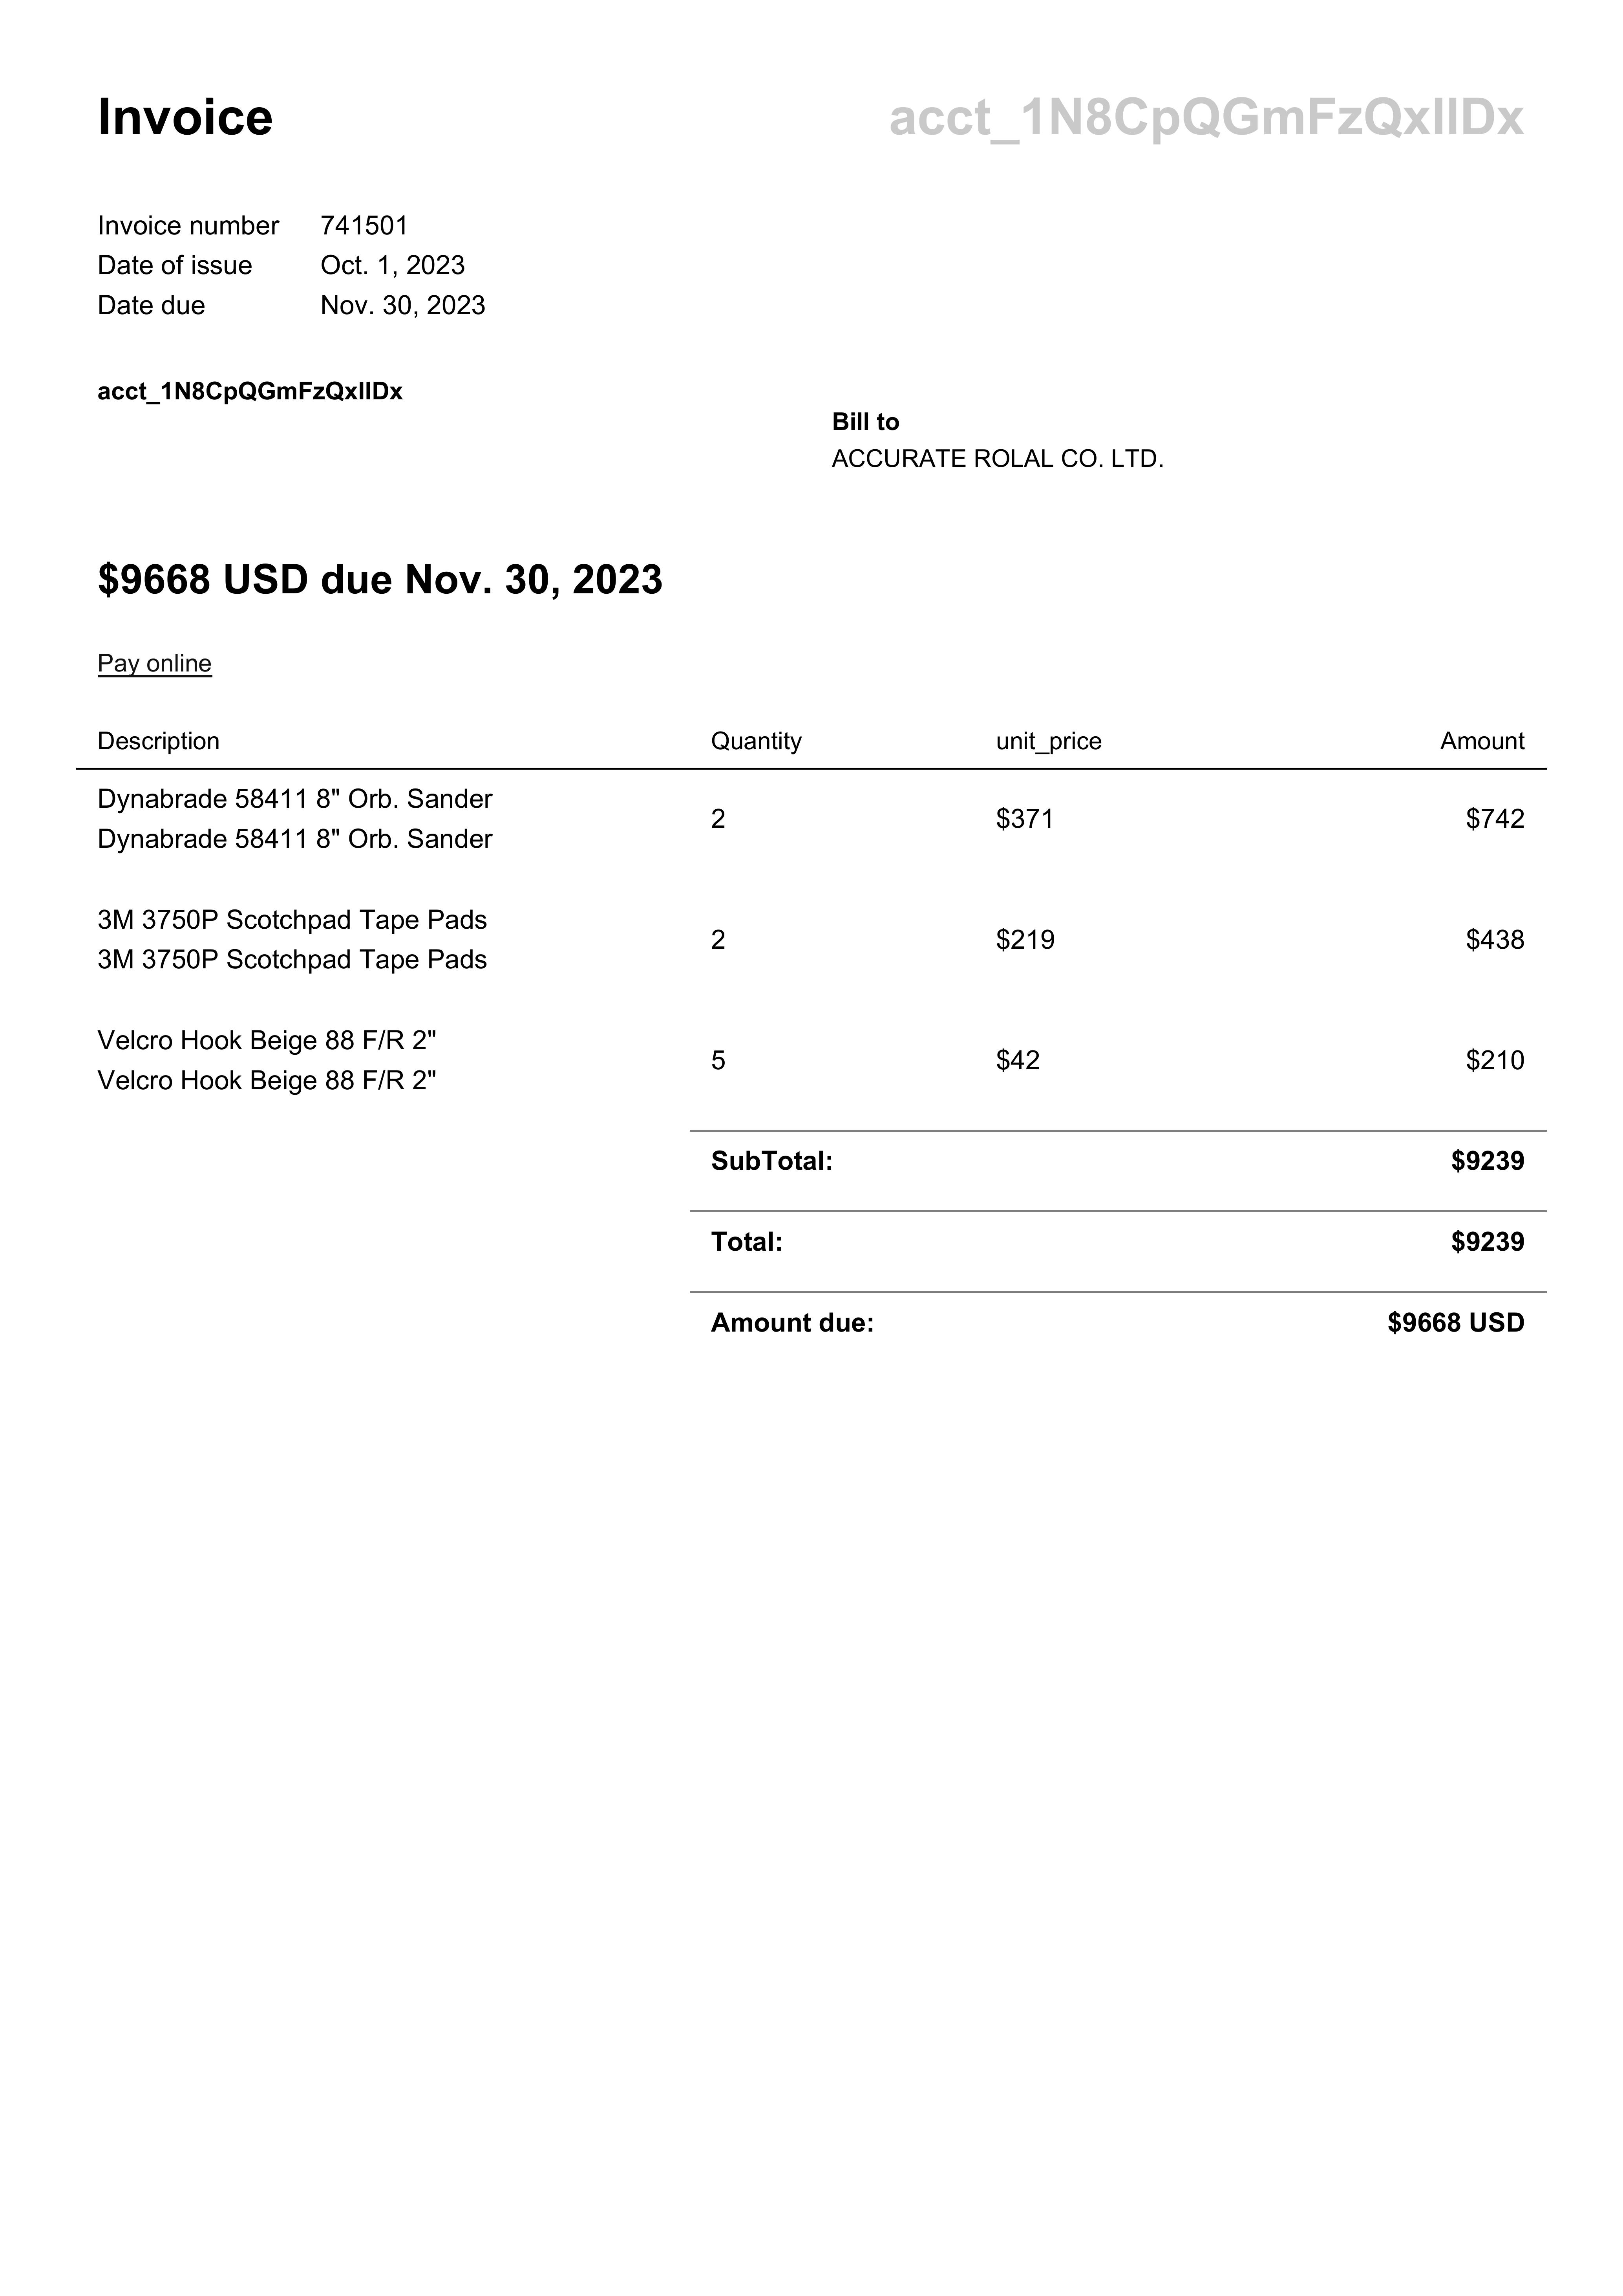 Invoice
acct_1N8CpQGmFzQxllDx
Invoice number 741501
Date of issue Oct. 1, 2023
Date due Nov. 30, 2023
acct_1N8CpQGmFzQxllDx
Bill to
ACCURATE ROLAL CO. LTD.
$9668 USD due Nov. 30, 2023
Pay online
Description Quantity unit_price Amount
Dynabrade 58411 8" Orb. Sander
Dynabrade 58411 8" Orb. Sander
2 $371 $742
3M 3750P Scotchpad Tape Pads
3M 3750P Scotchpad Tape Pads
2 $219 $438
Velcro Hook Beige 88 F/R 2"
Velcro Hook Beige 88 F/R 2"
5 $42 $210
SubTotal: $9239
Total: $9239
Amount due: $9668 USD